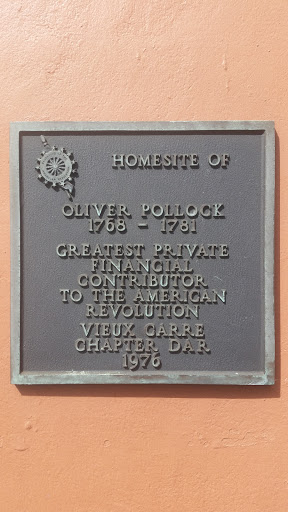 HOMESITE OF
OLIVER POLLOCK
1768 - 1781
GREATEST PRIVATE
FINANCIAL
CONTRIBUTOR
TO THE AMERICAN
REVOLUTION
VIEUX CARRE
CHAPTER DAR
1976